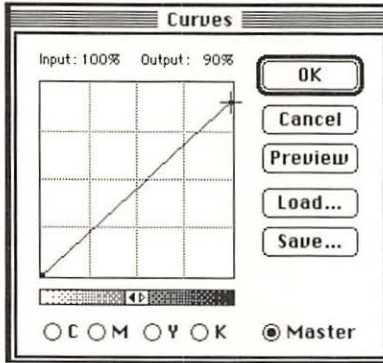 Curves
Input: 100% Output: 90%
OK
Cancel
Preview
Load...
Save...
C M Y K Master